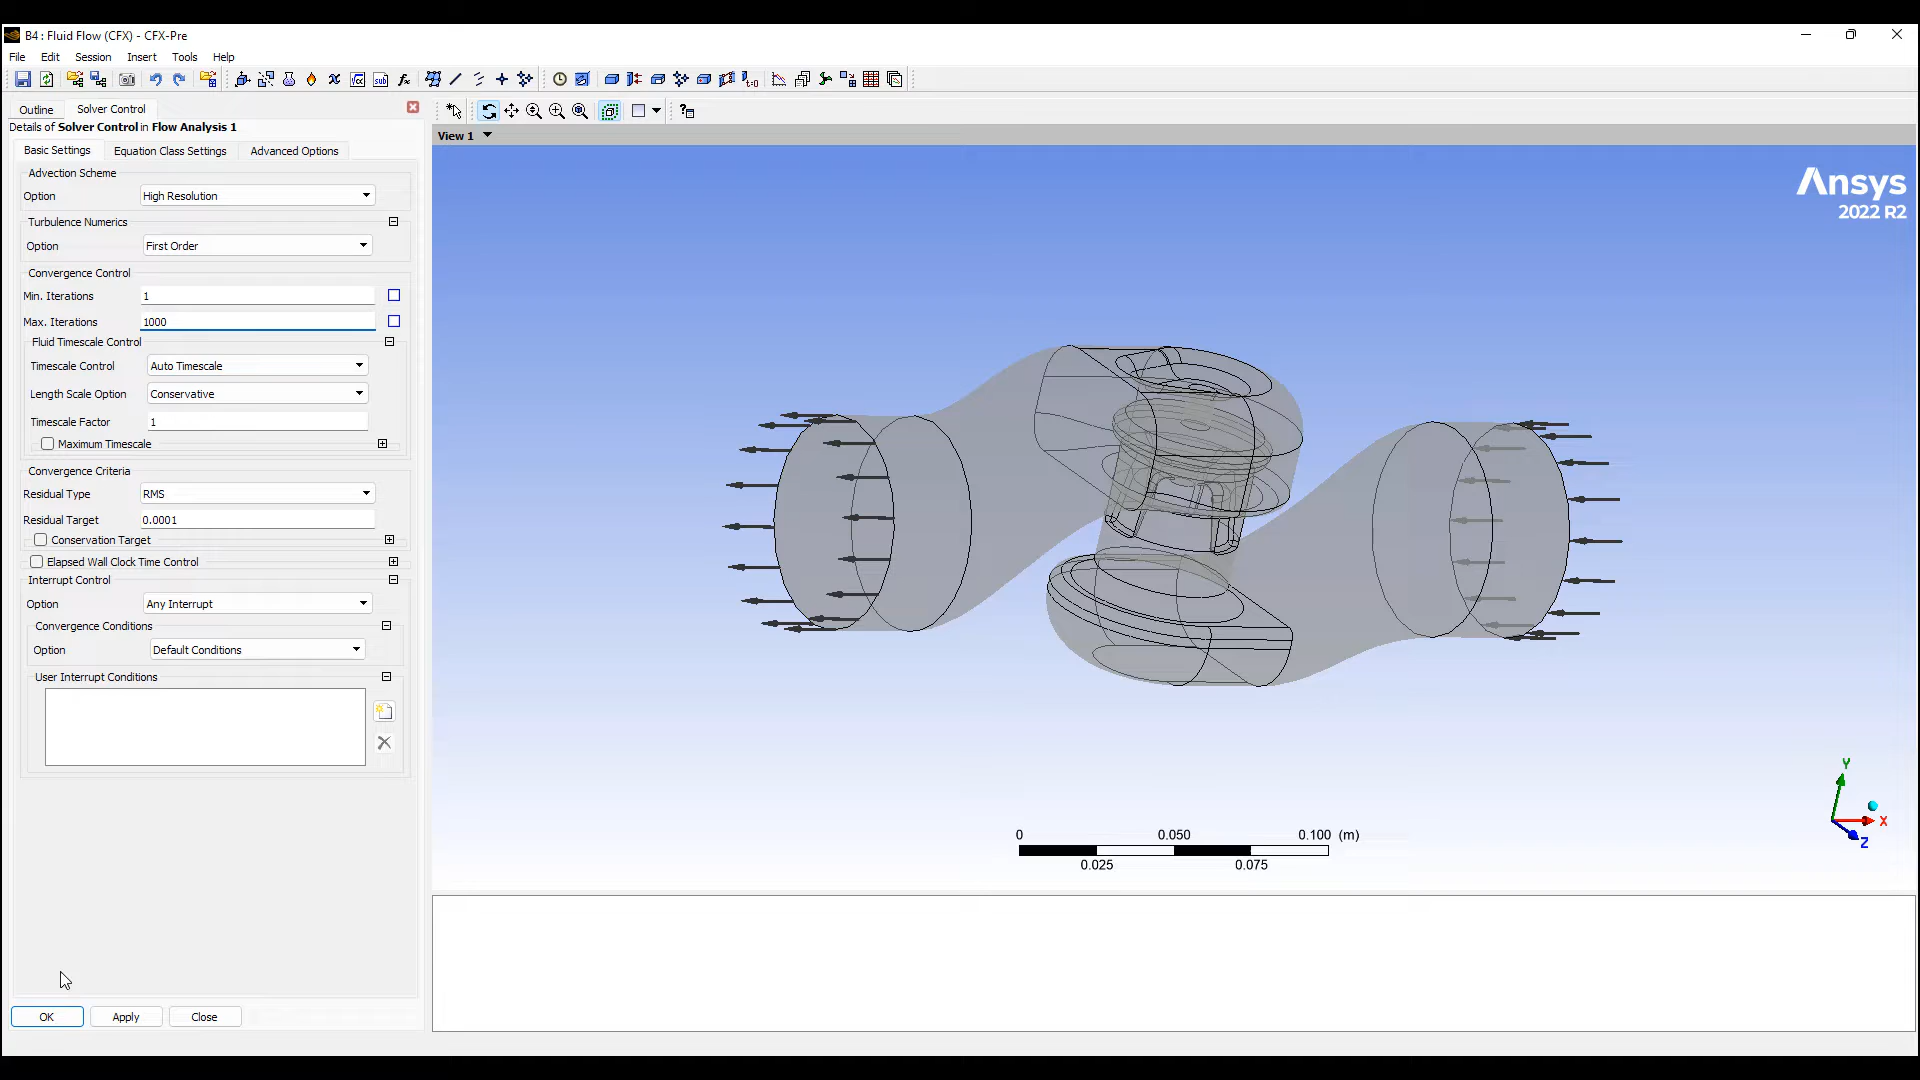 B4 : Fluid Flow (CFX) - CFX-Pre
File Edit Session Insert Tools Help
Outline Solver Control
Details of Solver Control in Flow Analysis 1
Basic Settings Equation Class Settings Advanced Options
Advection Scheme
Option High Resolution
Turbulence Numerics
Option First Order
Convergence Control
Min. Iterations 1
Max. Iterations 1000
Fluid Timescale Control
Timescale Control Auto Timescale
Length Scale Option Conservative
Timescale Factor 1
Maximum Timescale
Convergence Criteria
Residual Type RMS
Residual Target 0.0001
Conservation Target
Elapsed Wall Clock Time Control
Interrupt Control
Option Any Interrupt
Convergence Conditions
Option Default Conditions
User Interrupt Conditions
OK Apply Close
View 1
Ansys
2022 R2
0 0.050 0.100 (m)
0.025 0.075
Y
X
Z